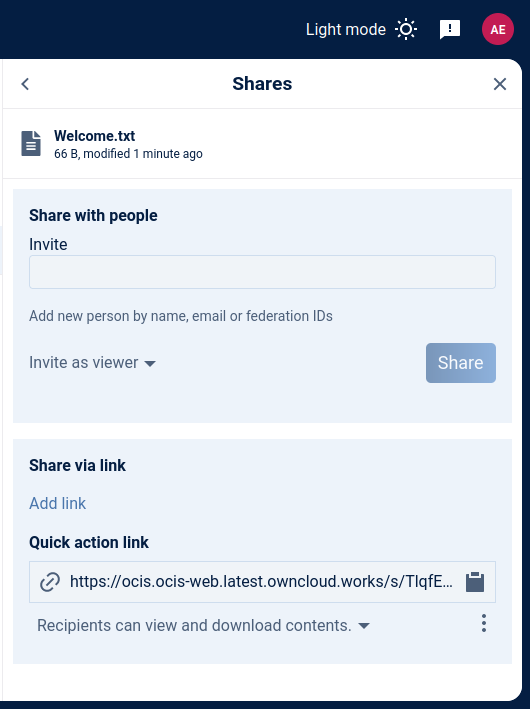 Light mode
AE
Shares
Welcome.txt
66 B, modified 1 minute ago
Share with people
Invite
Add new person by name, email or federation IDs
Invite as viewer
Share
Share via link
Add link
Quick action link
https://ocis.ocis-web.latest.owncloud.works/s/TlqfE...
Recipients can view and download contents.